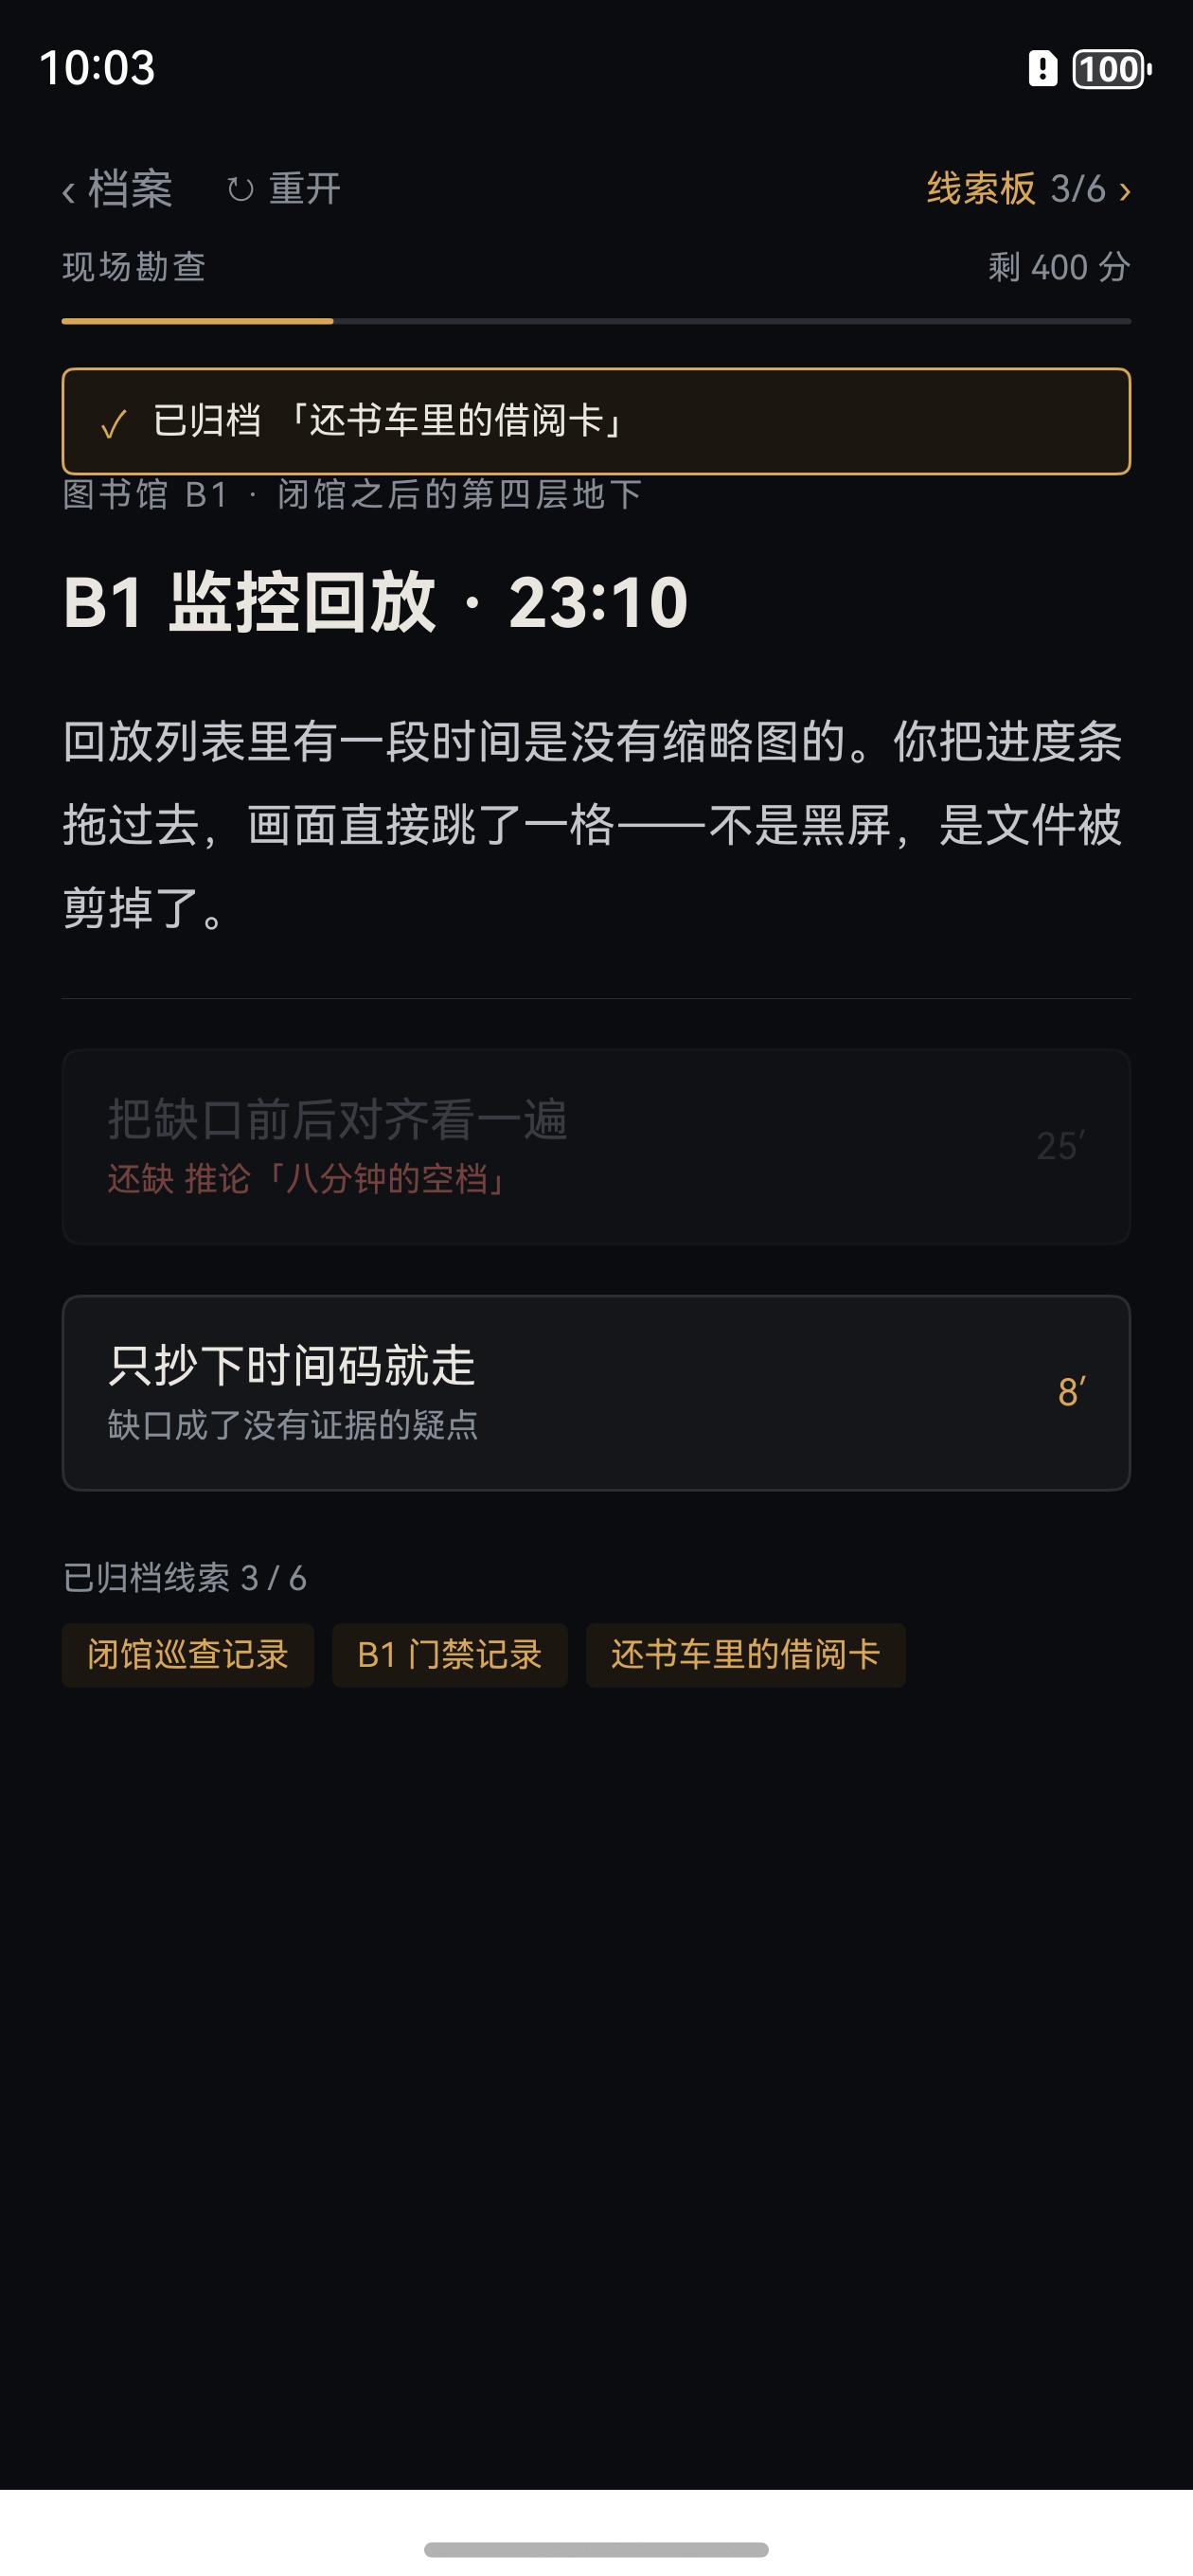 10:03
100
‹ 档案 ↻ 重开 线索板 3/6 ›
现场勘查 剩 400 分
✓ 已归档 「还书车里的借阅卡」
图书馆 B1 · 闭馆之后的第四层地下
B1 监控回放 · 23:10
回放列表里有一段时间是没有缩略图的。你把进度条
拖过去，画面直接跳了一格——不是黑屏，是文件被
剪掉了。
把缺口前后对齐看一遍 25′
还缺 推论「八分钟的空档」
只抄下时间码就走 8′
缺口成了没有证据的疑点
已归档线索 3 / 6
闭馆巡查记录 B1 门禁记录 还书车里的借阅卡